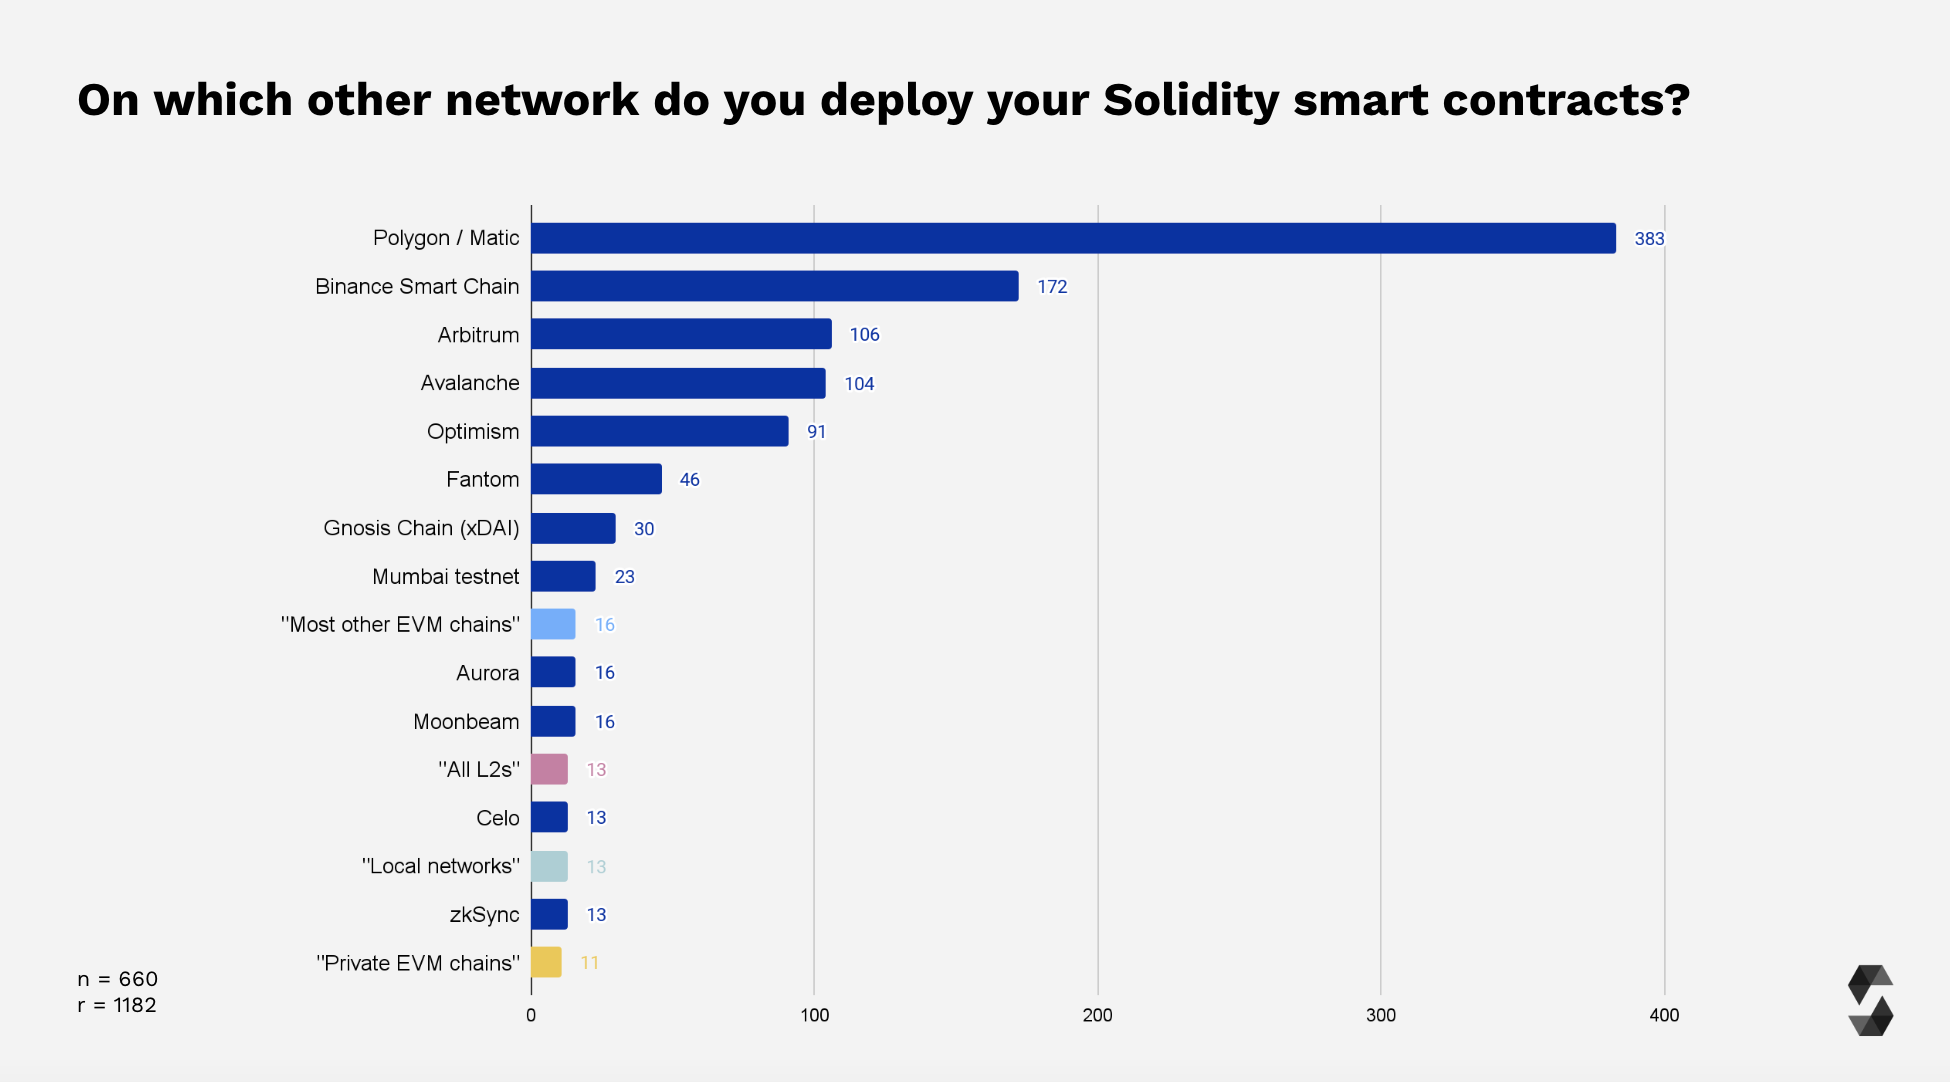 On which other network do you deploy your Solidity smart contracts?
Polygon / Matic 383
Binance Smart Chain 172
Arbitrum 106
Avalanche 104
Optimism 91
Fantom 46
Gnosis Chain (xDAI) 30
Mumbai testnet 23
"Most other EVM chains" 16
Aurora 16
Moonbeam 16
"All L2s" 13
Celo 13
"Local networks" 13
zkSync 13
"Private EVM chains" 11
0 100 200 300 400
n = 660
r = 1182